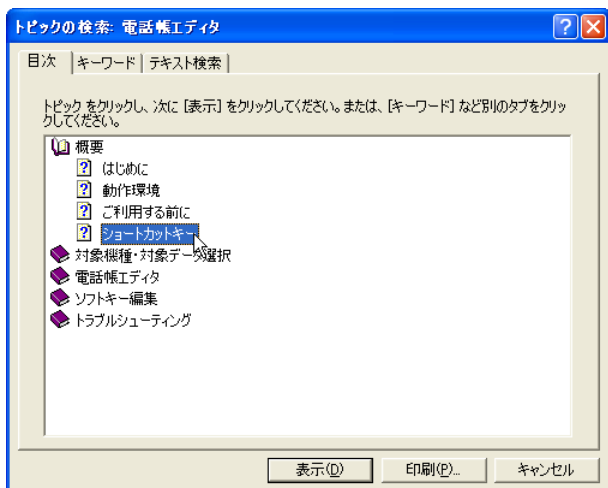 トピックの検索: 電話帳エディタ
目次 キーワード テキスト検索
トピック をクリックし、次に [表示] をクリックしてください。または、[キーワード] など別のタブをクリッ
クしてください。
概要
はじめに
動作環境
ご利用する前に
ショートカットキー
対象機種・対象データ選択
電話帳エディタ
ソフトキー編集
トラブルシューティング
表示(D) 印刷(P)... キャンセル